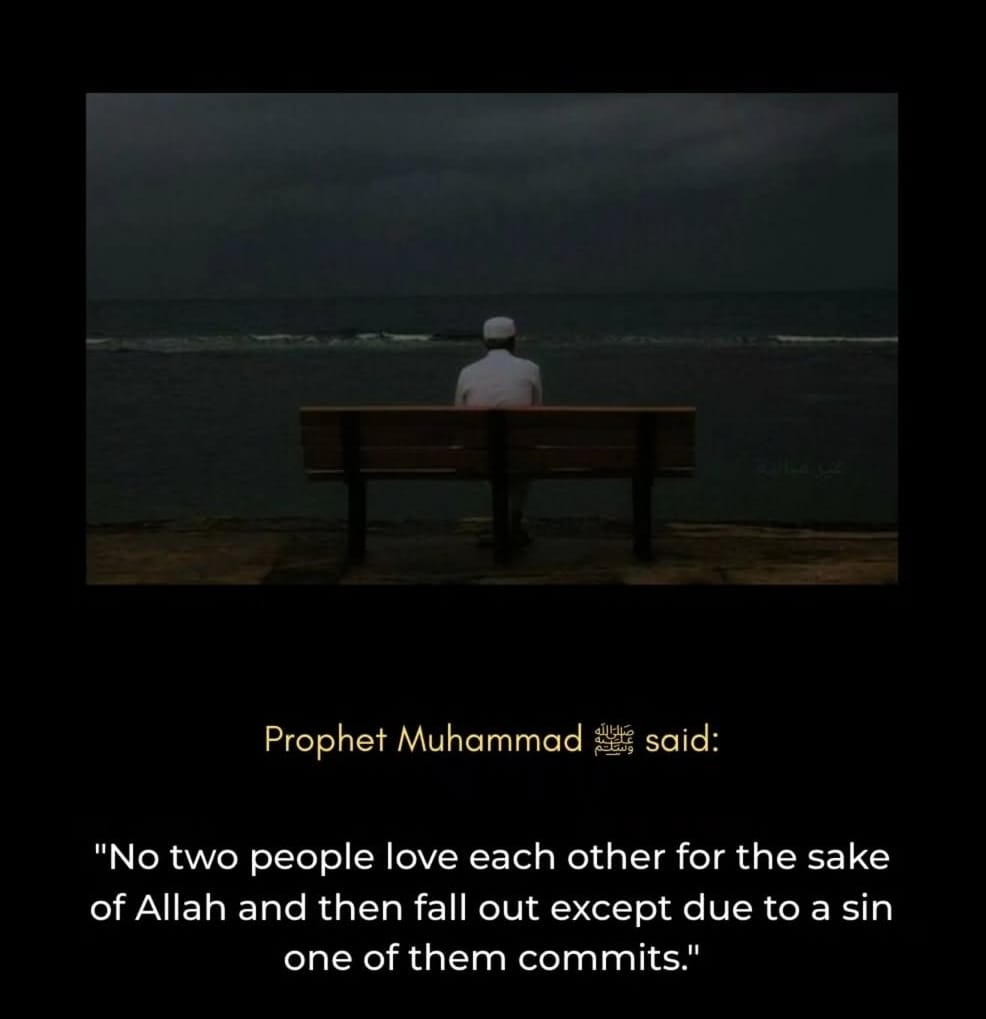 Prophet Muhammad ﷺ said:
"No two people love each other for the sake
of Allah and then fall out except due to a sin
one of them commits."